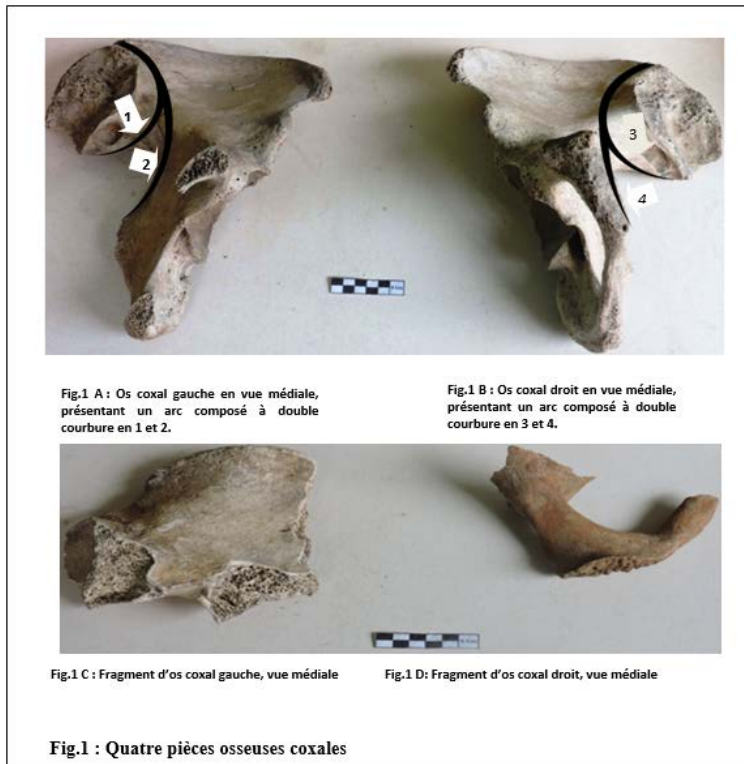 1
2
3
4
Fig.1 A : Os coxal gauche en vue médiale,
présentant un arc composé à double
courbure en 1 et 2.
Fig.1 B : Os coxal droit en vue médiale,
présentant un arc composé à double
courbure en 3 et 4.
Fig.1 C : Fragment d'os coxal gauche, vue médiale
Fig.1 D: Fragment d'os coxal droit, vue médiale
Fig.1 : Quatre pièces osseuses coxales